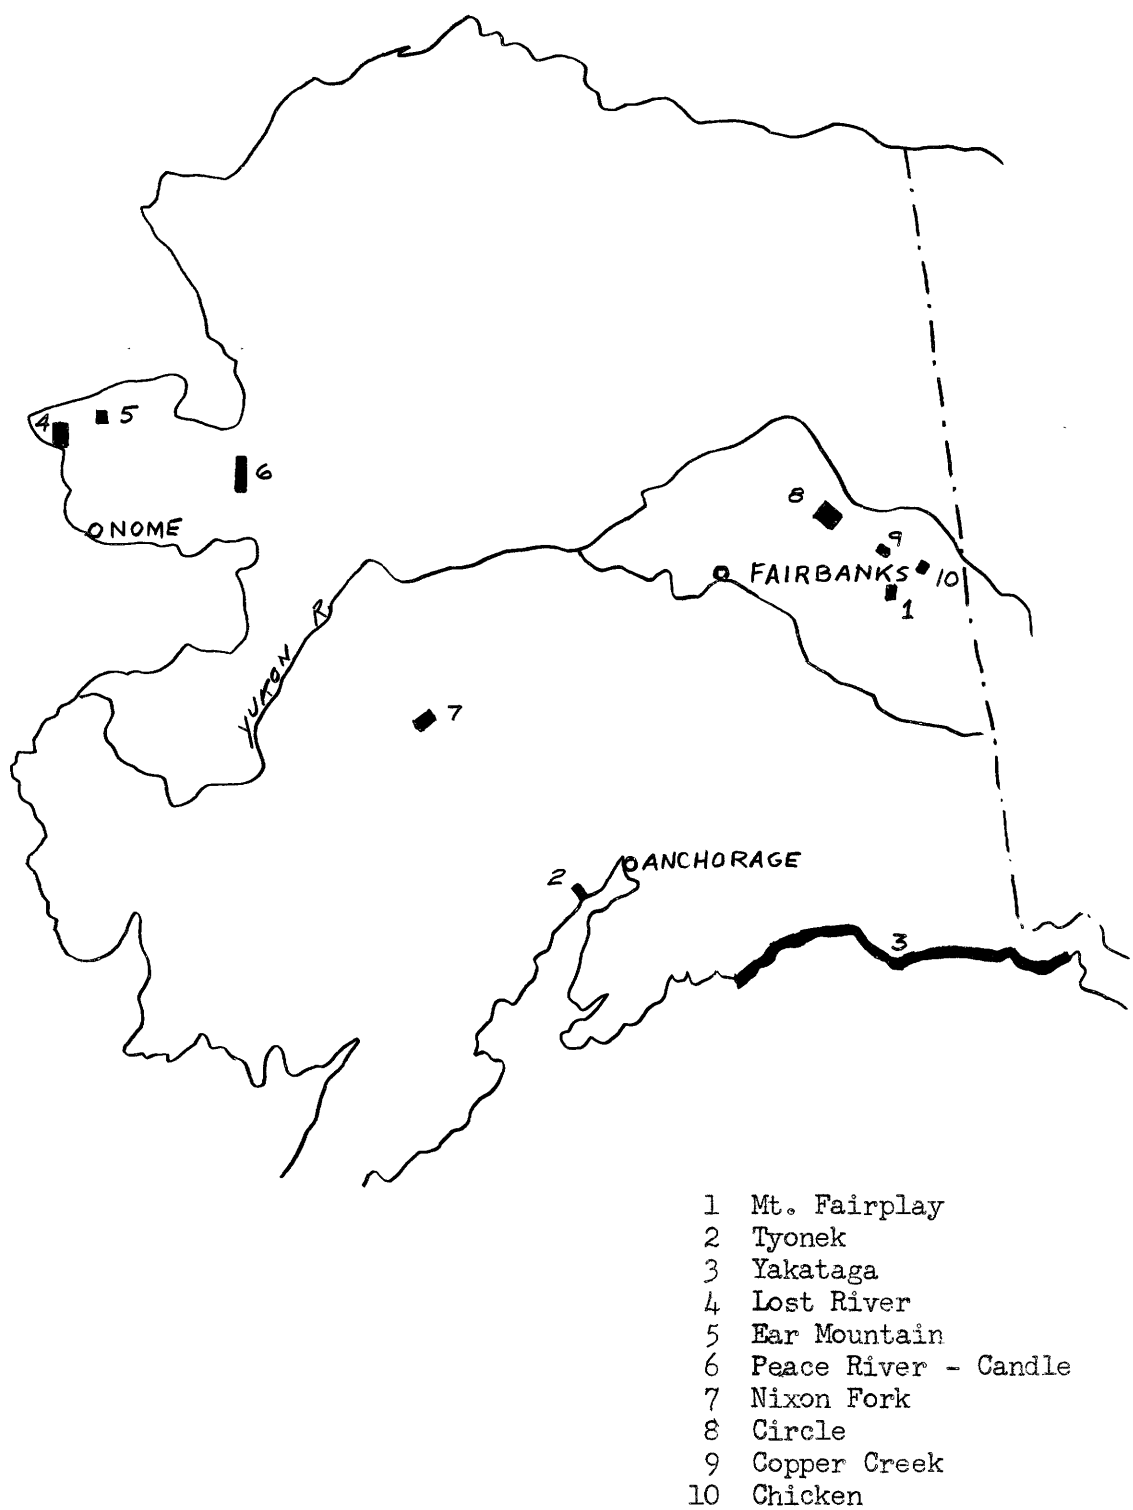 4
5
6
NOME
8
9
FAIRBANKS
10
1
YUKON R.
7
2
ANCHORAGE
3
1 Mt. Fairplay
2 Tyonek
3 Yakataga
4 Lost River
5 Ear Mountain
6 Peace River - Candle
7 Nixon Fork
8 Circle
9 Copper Creek
10 Chicken